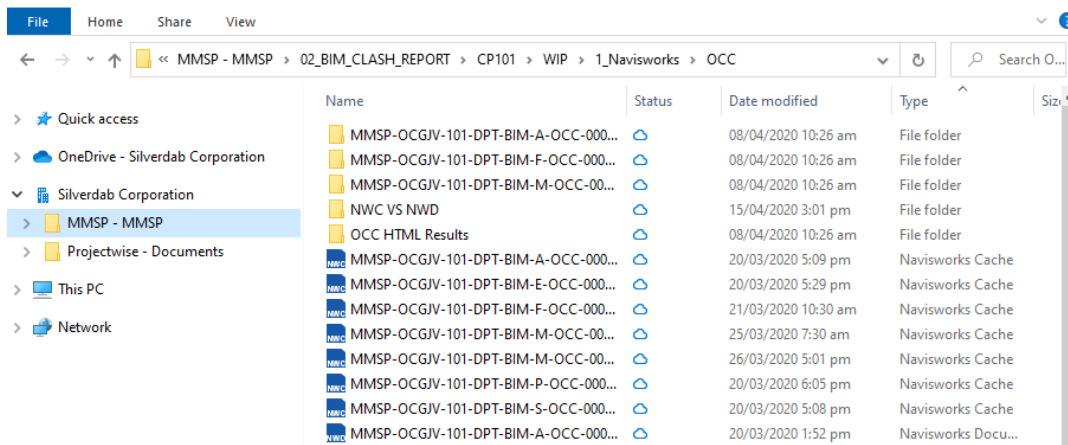 File Home Share View
« MMSP - MMSP > 02_BIM_CLASH_REPORT > CP101 > WIP > 1_Navisworks > OCC
Search O...
Name Status Date modified Type Size
Quick access
OneDrive - Silverdab Corporation
Silverdab Corporation
MMSP - MMSP
Projectwise - Documents
This PC
Network
MMSP-OCGJV-101-DPT-BIM-A-OCC-000... 08/04/2020 10:26 am File folder
MMSP-OCGJV-101-DPT-BIM-F-OCC-000... 08/04/2020 10:26 am File folder
MMSP-OCGJV-101-DPT-BIM-M-OCC-00... 08/04/2020 10:26 am File folder
NWC VS NWD 15/04/2020 3:01 pm File folder
OCC HTML Results 08/04/2020 10:26 am File folder
NWC MMSP-OCGJV-101-DPT-BIM-A-OCC-000... 20/03/2020 5:09 pm Navisworks Cache
NWC MMSP-OCGJV-101-DPT-BIM-E-OCC-000... 20/03/2020 5:29 pm Navisworks Cache
NWC MMSP-OCGJV-101-DPT-BIM-F-OCC-000... 21/03/2020 10:30 am Navisworks Cache
NWC MMSP-OCGJV-101-DPT-BIM-M-OCC-00... 25/03/2020 7:30 am Navisworks Cache
NWC MMSP-OCGJV-101-DPT-BIM-M-OCC-00... 26/03/2020 5:01 pm Navisworks Cache
NWC MMSP-OCGJV-101-DPT-BIM-P-OCC-000... 20/03/2020 6:05 pm Navisworks Cache
NWC MMSP-OCGJV-101-DPT-BIM-S-OCC-000... 20/03/2020 5:08 pm Navisworks Cache
NWD MMSP-OCGJV-101-DPT-BIM-A-OCC-000... 20/03/2020 1:52 pm Navisworks Docu...